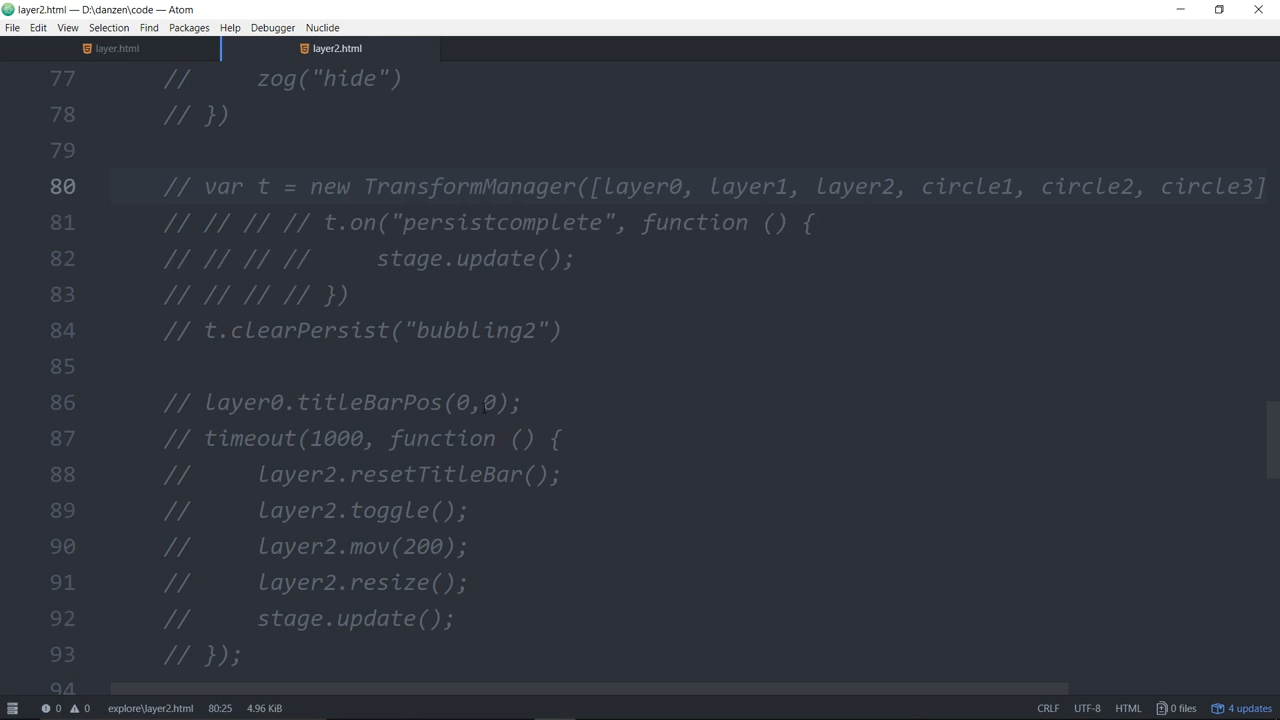 layer2.html — D:\danzen\code — Atom
File Edit View Selection Find Packages Help Debugger Nuclide
layer.html layer2.html
77 //     zog("hide")
78 // })
79
80 // var t = new TransformManager([layer0, layer1, layer2, circle1, circle2, circle3]
81 // // // // t.on("persistcomplete", function () {
82 // // // //     stage.update();
83 // // // // })
84 // t.clearPersist("bubbling2")
85
86 // layer0.titleBarPos(0,0);
87 // timeout(1000, function () {
88 //     layer2.resetTitleBar();
89 //     layer2.toggle();
90 //     layer2.mov(200);
91 //     layer2.resize();
92 //     stage.update();
93 // });
94
0 0 explore\layer2.html 80:25 4.96 KiB CRLF UTF-8 HTML 0 files 4 updates